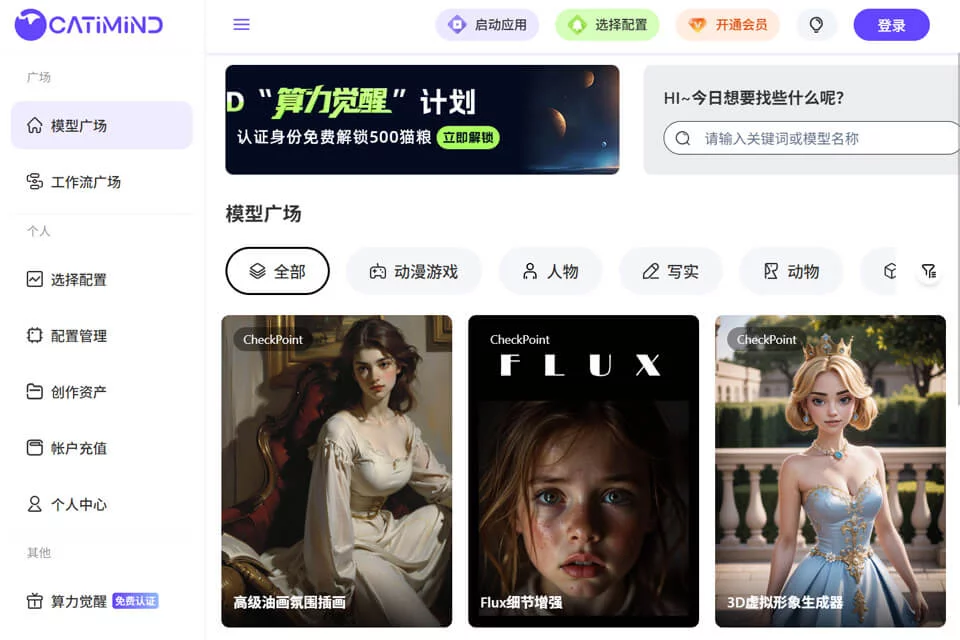 CATiMIND
启动应用
选择配置
开通会员
登录
广场
模型广场
工作流广场
个人
选择配置
配置管理
创作资产
帐户充值
个人中心
其他
算力觉醒 免费认证
D “算力觉醒” 计划
认证身份免费解锁500猫粮 立即解锁
HI~今日想要找些什么呢?
请输入关键词或模型名称
模型广场
全部
动漫游戏
人物
写实
动物
CheckPoint
高级油画氛围插画
CheckPoint
FLUX
Flux细节增强
CheckPoint
3D虚拟形象生成器